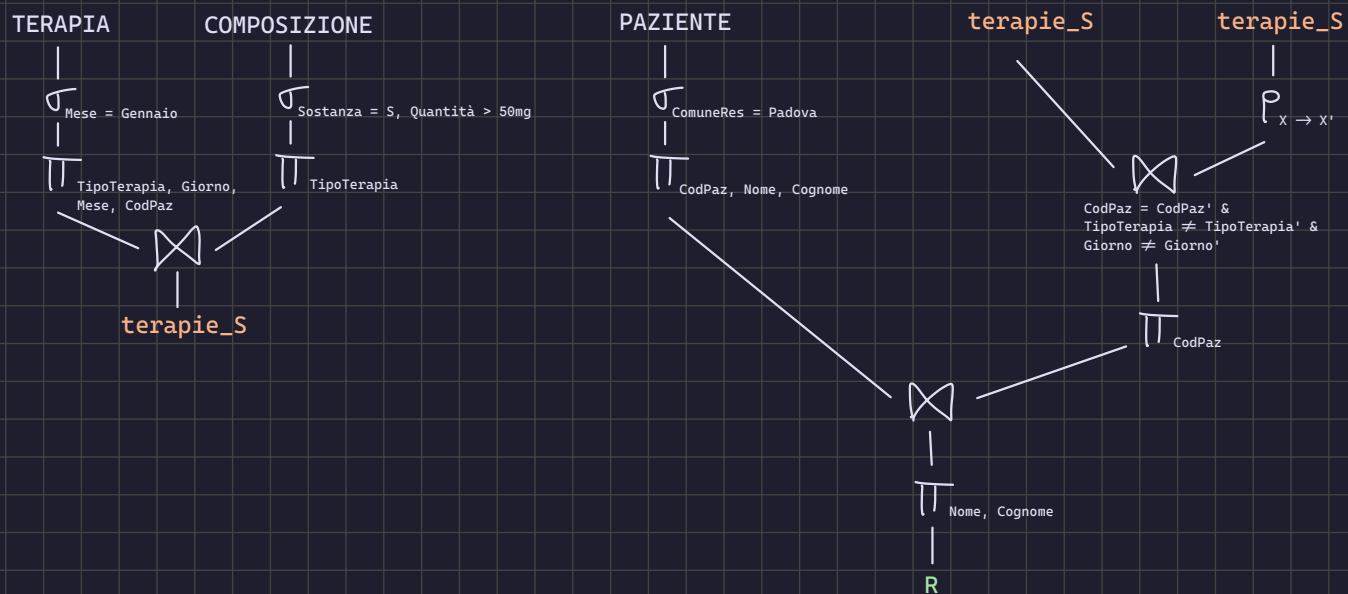 TERAPIA
COMPOSIZIONE
PAZIENTE
terapie_S
terapie_S
σ Mese = Gennaio
σ Sostanza = S, Quantità > 50mg
σ ComuneRes = Padova
ρ X → X'
π TipoTerapia, Giorno,
Mese, CodPaz
π TipoTerapia
π CodPaz, Nome, Cognome
⋈
CodPaz = CodPaz' &
TipoTerapia ≠ TipoTerapia' &
Giorno ≠ Giorno'
⋈
terapie_S
π CodPaz
⋈
π Nome, Cognome
R